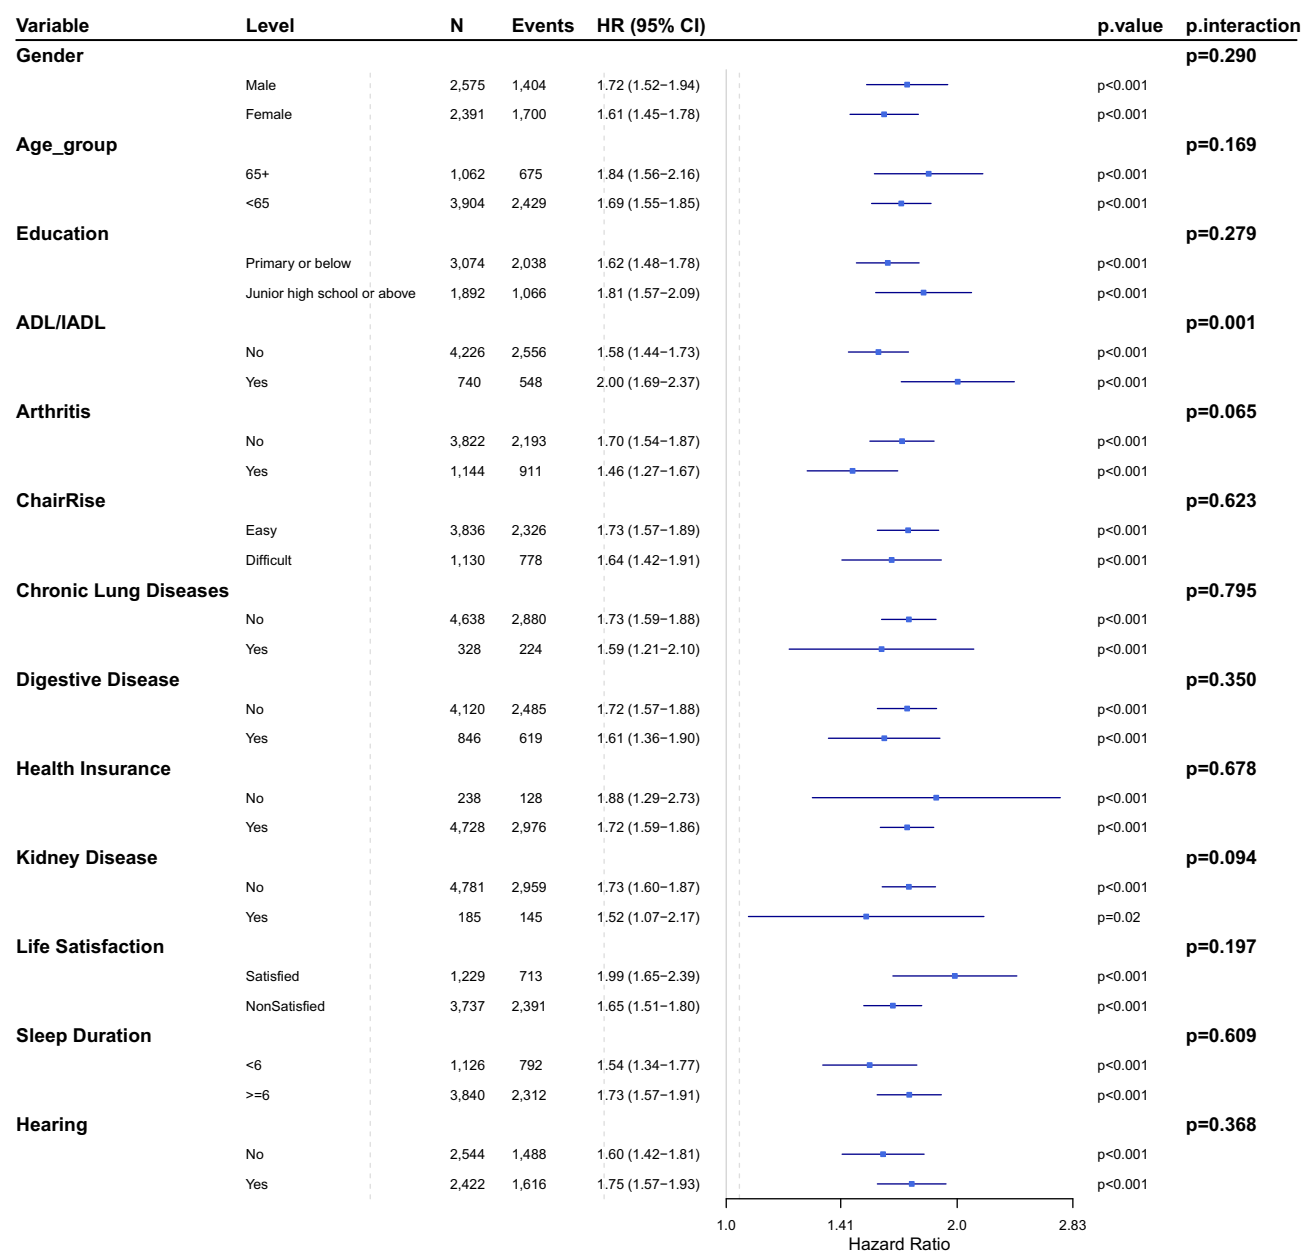 Variable Level N Events HR (95% CI) p.value p.interaction
Gender p=0.290
Male 2,575 1,404 1.72 (1.52−1.94) p<0.001
Female 2,391 1,700 1.61 (1.45−1.78) p<0.001
Age_group p=0.169
65+ 1,062 675 1.84 (1.56−2.16) p<0.001
<65 3,904 2,429 1.69 (1.55−1.85) p<0.001
Education p=0.279
Primary or below 3,074 2,038 1.62 (1.48−1.78) p<0.001
Junior high school or above 1,892 1,066 1.81 (1.57−2.09) p<0.001
ADL/IADL p=0.001
No 4,226 2,556 1.58 (1.44−1.73) p<0.001
Yes 740 548 2.00 (1.69−2.37) p<0.001
Arthritis p=0.065
No 3,822 2,193 1.70 (1.54−1.87) p<0.001
Yes 1,144 911 1.46 (1.27−1.67) p<0.001
ChairRise p=0.623
Easy 3,836 2,326 1.73 (1.57−1.89) p<0.001
Difficult 1,130 778 1.64 (1.42−1.91) p<0.001
Chronic Lung Diseases p=0.795
No 4,638 2,880 1.73 (1.59−1.88) p<0.001
Yes 328 224 1.59 (1.21−2.10) p<0.001
Digestive Disease p=0.350
No 4,120 2,485 1.72 (1.57−1.88) p<0.001
Yes 846 619 1.61 (1.36−1.90) p<0.001
Health Insurance p=0.678
No 238 128 1.88 (1.29−2.73) p<0.001
Yes 4,728 2,976 1.72 (1.59−1.86) p<0.001
Kidney Disease p=0.094
No 4,781 2,959 1.73 (1.60−1.87) p<0.001
Yes 185 145 1.52 (1.07−2.17) p=0.02
Life Satisfaction p=0.197
Satisfied 1,229 713 1.99 (1.65−2.39) p<0.001
NonSatisfied 3,737 2,391 1.65 (1.51−1.80) p<0.001
Sleep Duration p=0.609
<6 1,126 792 1.54 (1.34−1.77) p<0.001
>=6 3,840 2,312 1.73 (1.57−1.91) p<0.001
Hearing p=0.368
No 2,544 1,488 1.60 (1.42−1.81) p<0.001
Yes 2,422 1,616 1.75 (1.57−1.93) p<0.001
1.0 1.41 2.0 2.83
Hazard Ratio